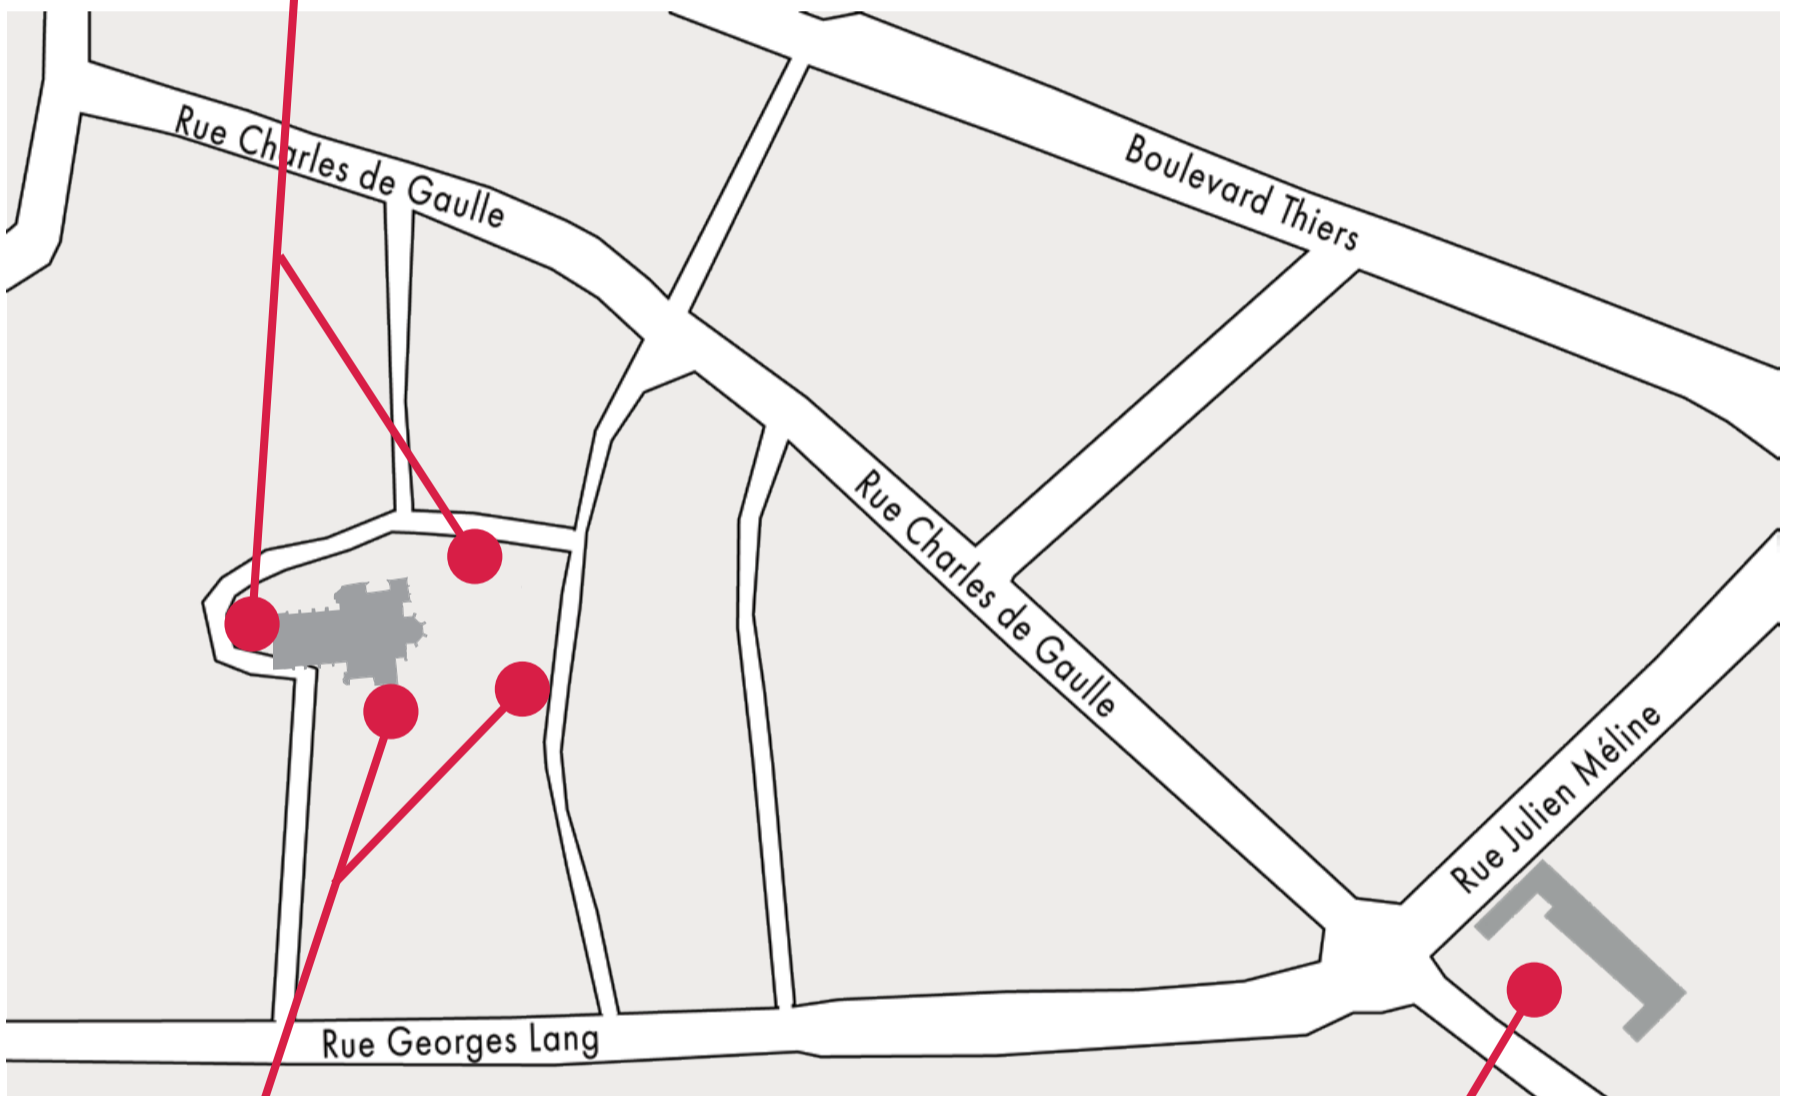 Rue Charles de Gaulle
Boulevard Thiers
Rue Charles de Gaulle
Rue Julien Méline
Rue Georges Lang